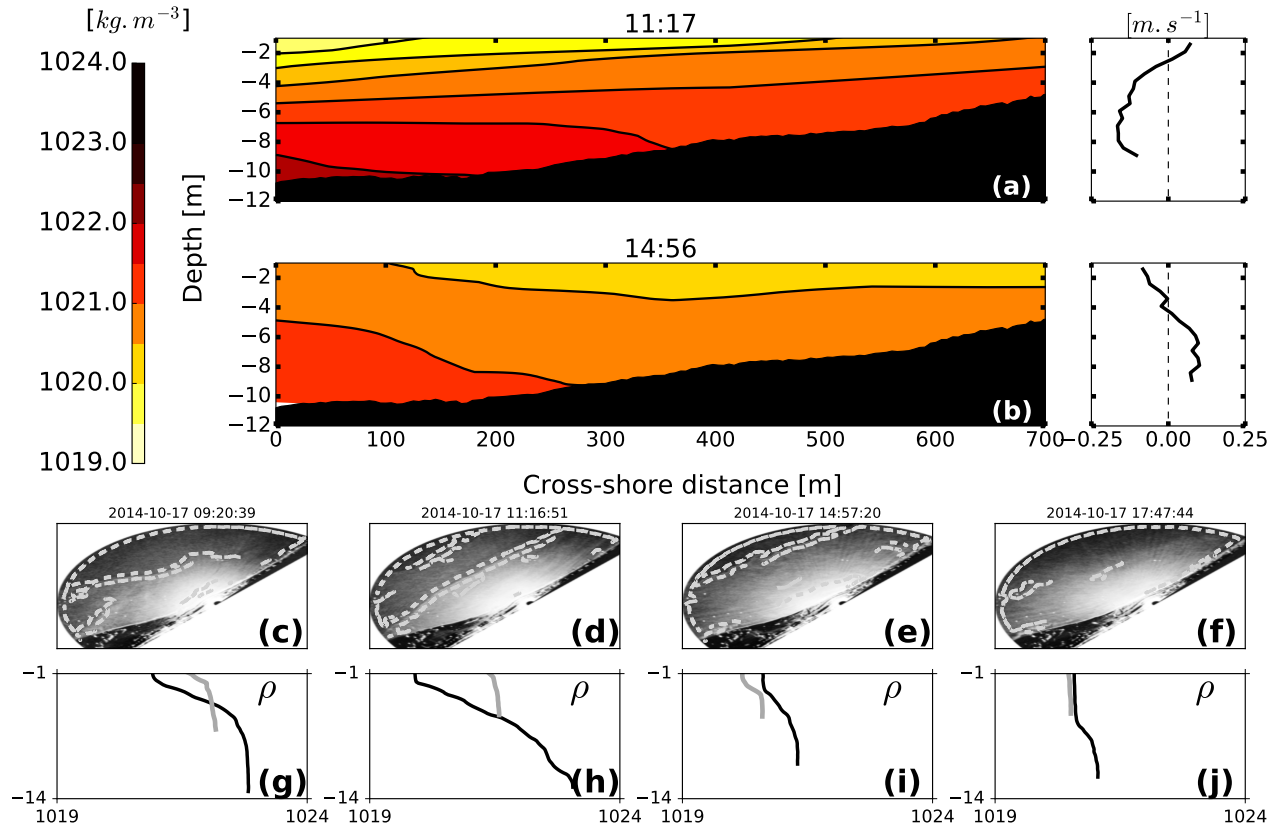 [kg.m⁻³]
11:17
[m.s⁻¹]
1024.0
1023.0
1022.0
1021.0
1020.0
1019.0
Depth [m]
−2
−4
−6
−8
−10
−12
(a)
14:56
−2
−4
−6
−8
−10
−12
(b)
0 100 200 300 400 500 600 700
−0.25 0.00 0.25
Cross-shore distance [m]
2014-10-17 09:20:39
2014-10-17 11:16:51
2014-10-17 14:57:20
2014-10-17 17:47:44
(c)
(d)
(e)
(f)
−1 ρ
−1 ρ
−1 ρ
−1 ρ
(g)
(h)
(i)
(j)
−14
−14
−14
−14
1019 1024
1019 1024
1019 1024
1019 1024